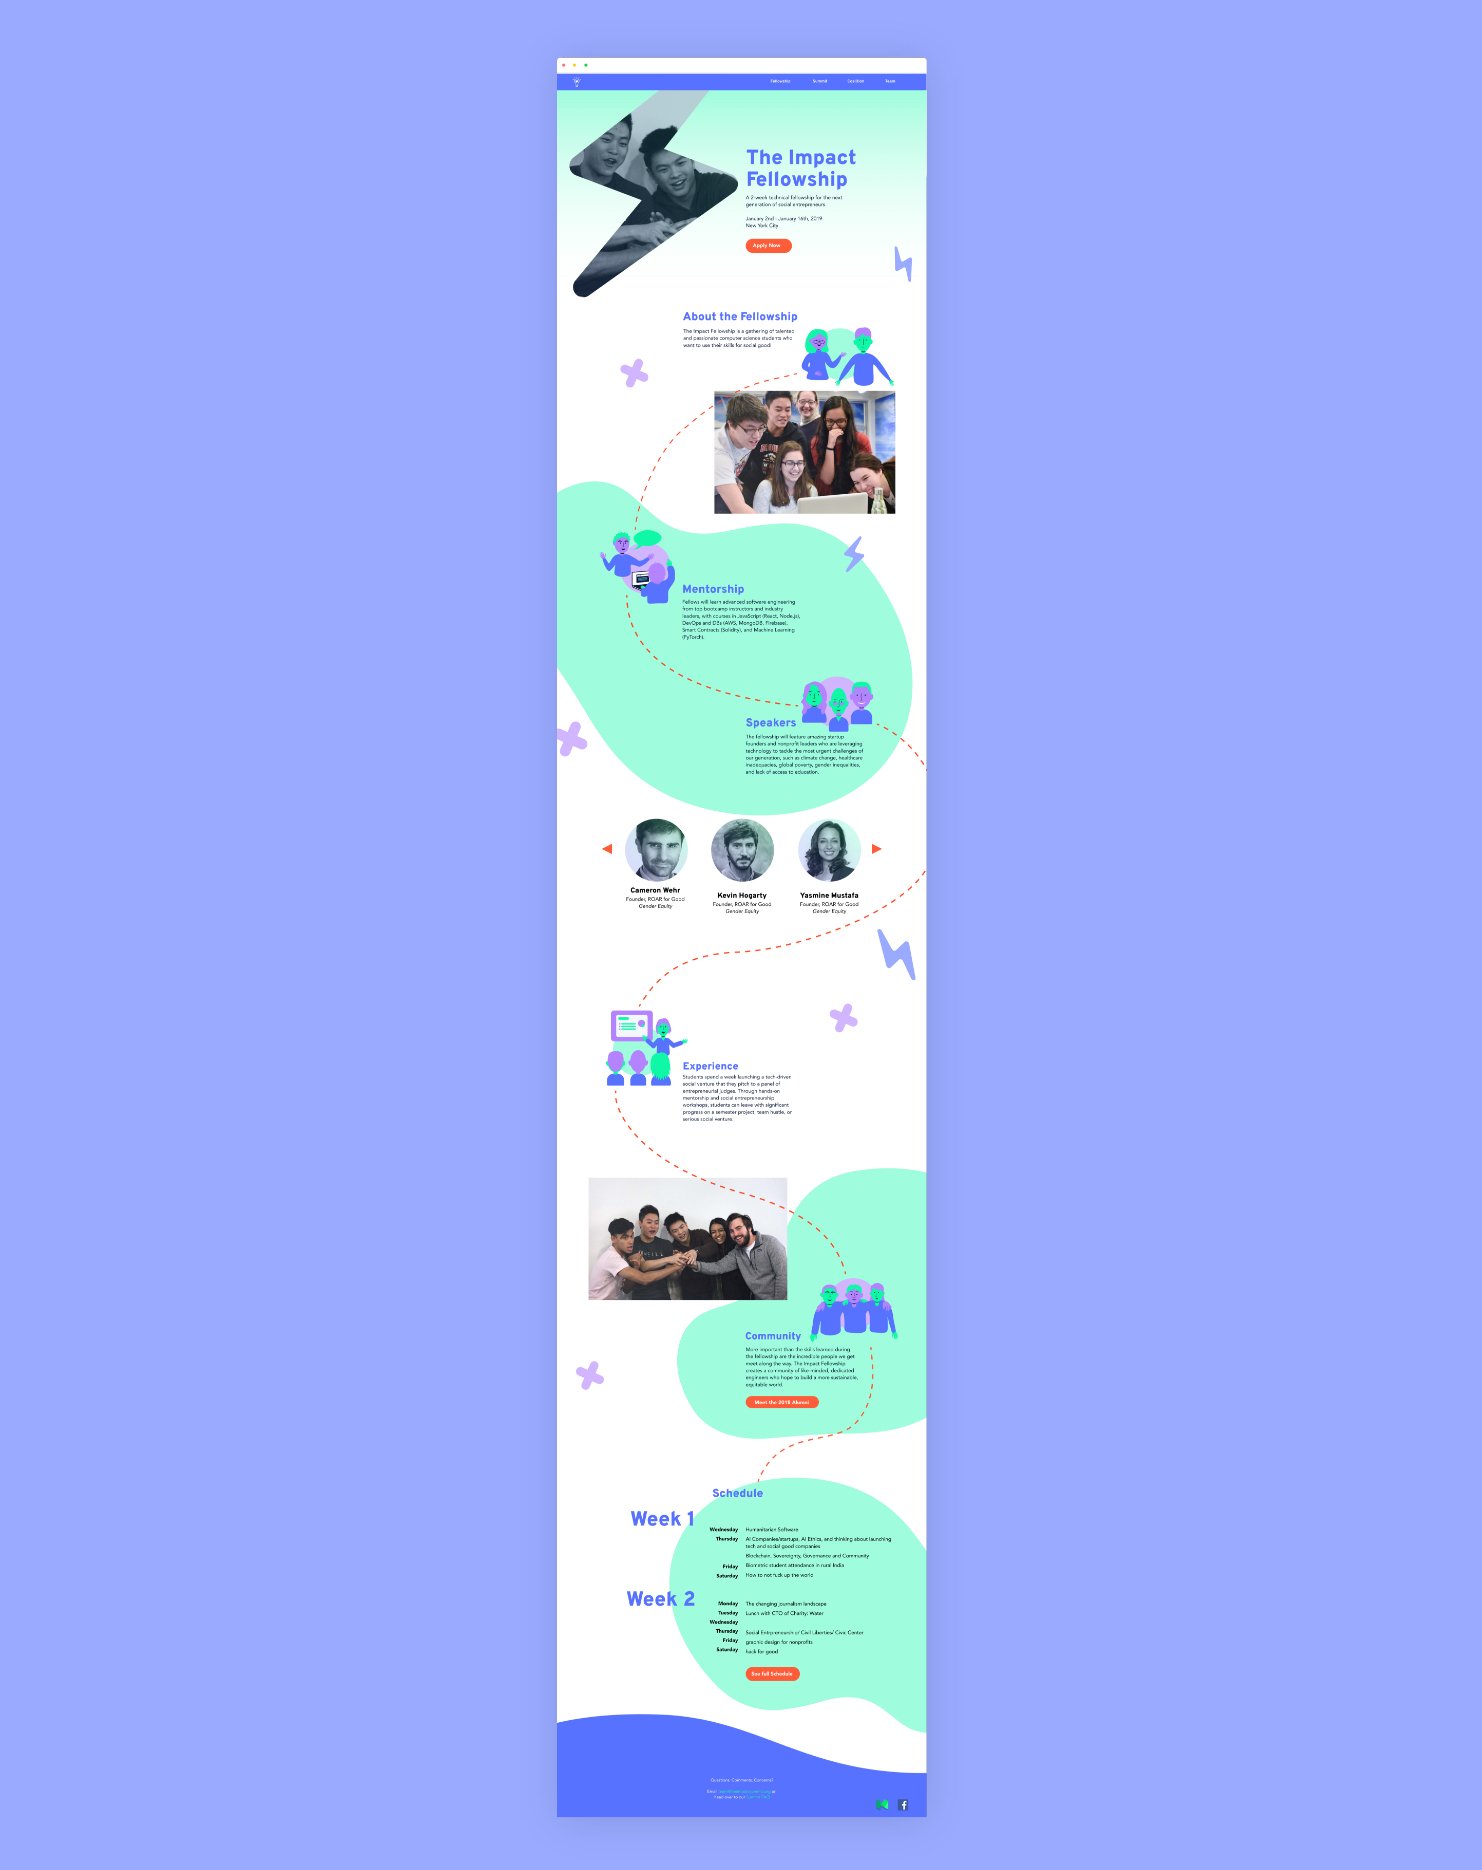 Fellowship Summit Coalition Team
The Impact
Fellowship
A 2-week technical fellowship for the next
generation of social entrepreneurs
January 2nd - January 16th, 2019
New York City
Apply Now
About the Fellowship
The Impact Fellowship is a gathering of talented
and passionate computer science students who
want to use their skills for social good!
Mentorship
Fellows will learn advanced software engineering
from top bootcamp instructors and industry
leaders, with courses in JavaScript (React, Node.js),
DevOps and DBs (AWS, MongoDB, Firebase),
Smart Contracts (Solidity), and Machine Learning
(PyTorch).
Speakers
The fellowship will feature amazing startup
founders and nonprofit leaders who are leveraging
technology to tackle the most urgent challenges of
our generation, such as climate change, healthcare
inadequacies, global poverty, gender inequalities,
and lack of access to education.
Cameron Wehr
Founder, ROAR for Good
Gender Equity
Kevin Hogarty
Founder, ROAR for Good
Gender Equity
Yasmine Mustafa
Founder, ROAR for Good
Gender Equity
Experience
Students spend a week launching a tech-driven
social venture that they pitch to a panel of
entrepreneurial judges. Through hands-on
mentorship and social entrepreneurship
workshops, students can leave with significant
progress on a semester project, team hustle, or
serious social venture.
Community
More important than the skills learned during
the fellowship are the incredible people we get
meet along the way. The Impact Fellowship
creates a community of like-minded, dedicated
engineers who hope to build a more sustainable,
equitable world.
Meet the 2018 Alumni
Schedule
Week 1
Wednesday Humanitarian Software
Thursday AI Companies/startups, AI Ethics, and thinking about launching
tech and social good companies
Blockchain, Sovereignty, Governance and Community
Friday Biometric student attendance in rural India
Saturday How to not fuck up the world
Week 2
Monday The changing journalism landscape
Tuesday Lunch with CTO of Charity: Water
Wednesday
Thursday Social Entrepreneurship/ Civil Liberties/ Civic Center
Friday graphic design for nonprofits
Saturday hack for good
See full Schedule
Questions, Comments, Concerns?
Email
head over to our